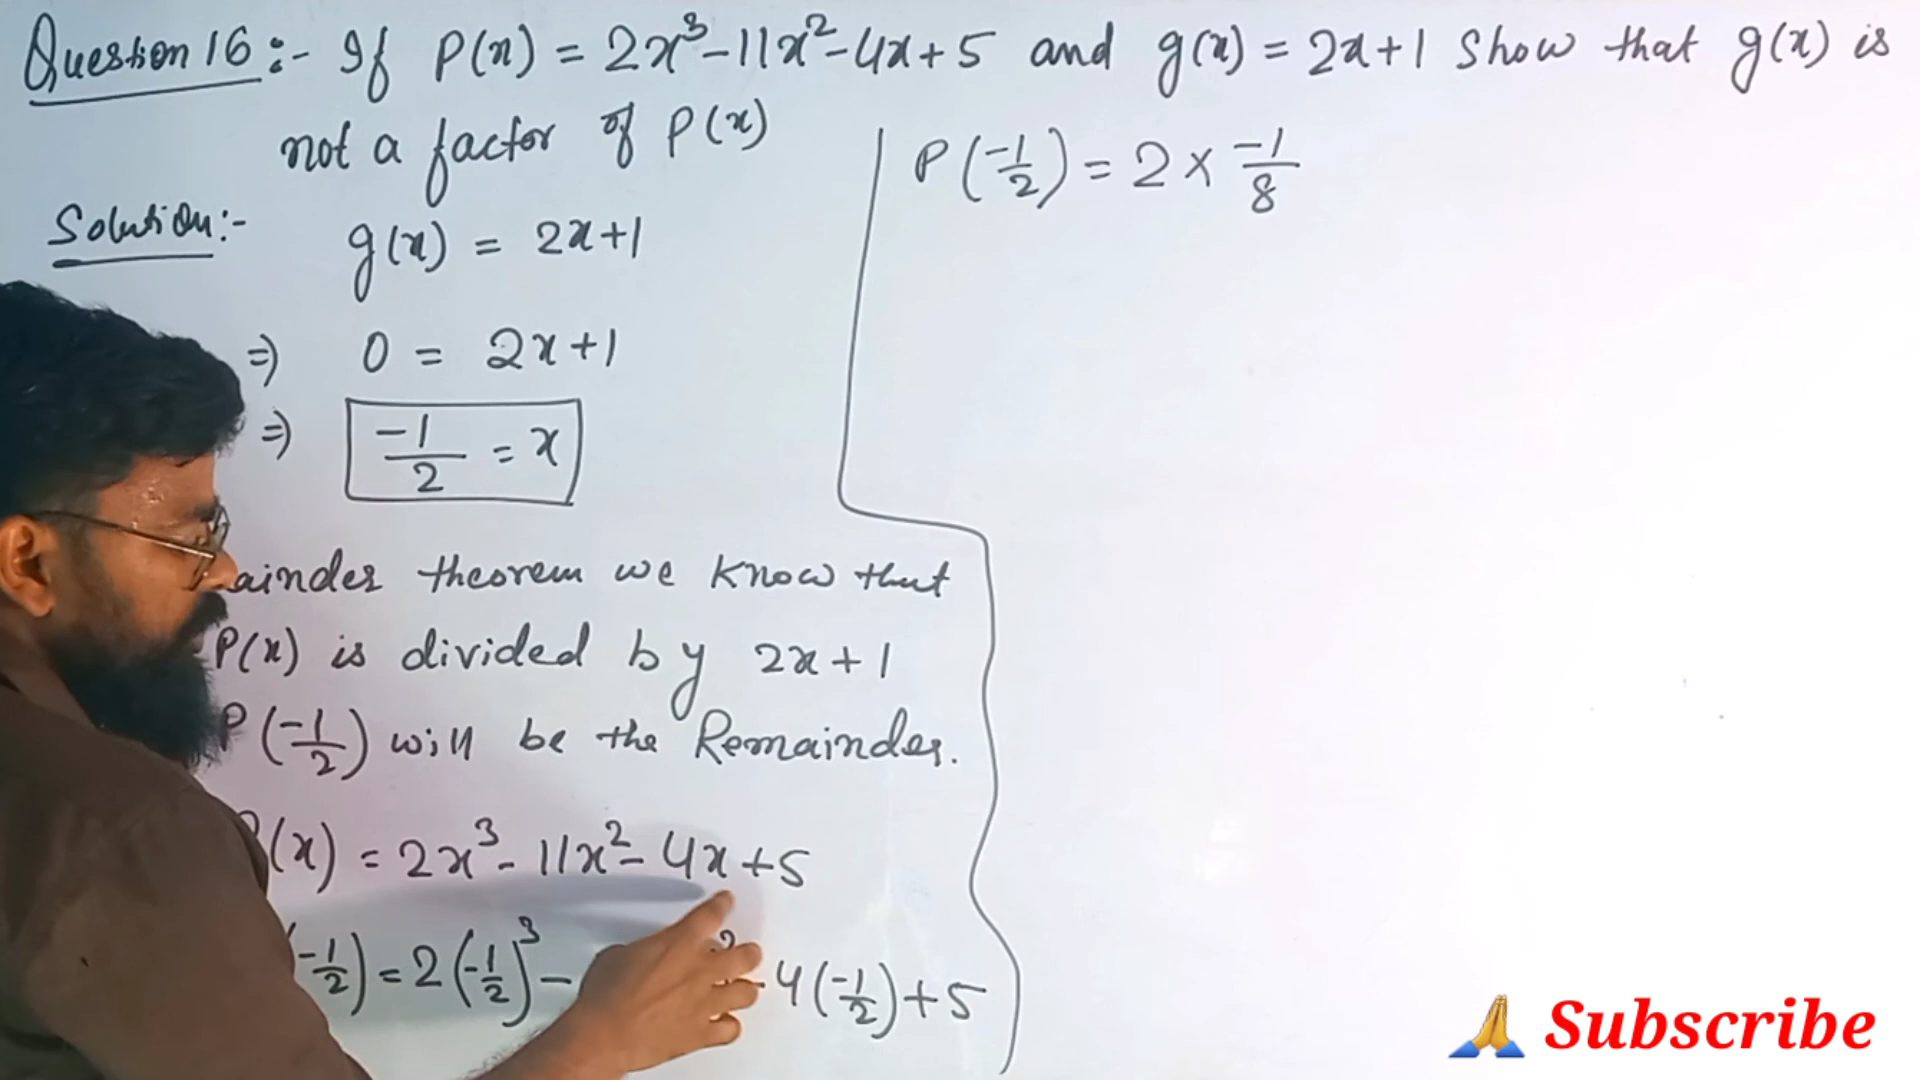 Question 16 :- If P(x) = 2x³-11x²-4x+5 and g(x) = 2x+1 Show that g(x) is
not a factor of P(x)
Solution:-
g(x) = 2x+1
⇒ 0 = 2x+1
⇒ -1/2 = x
ainder theorem we know that
P(x) is divided by 2x+1
P(-1/2) will be the Remainder.
(x) = 2x³-11x²-4x+5
(-1/2) = 2(-1/2)³ - -4(-1/2)+5
P(-1/2) = 2 × -1/8
🙏 Subscribe